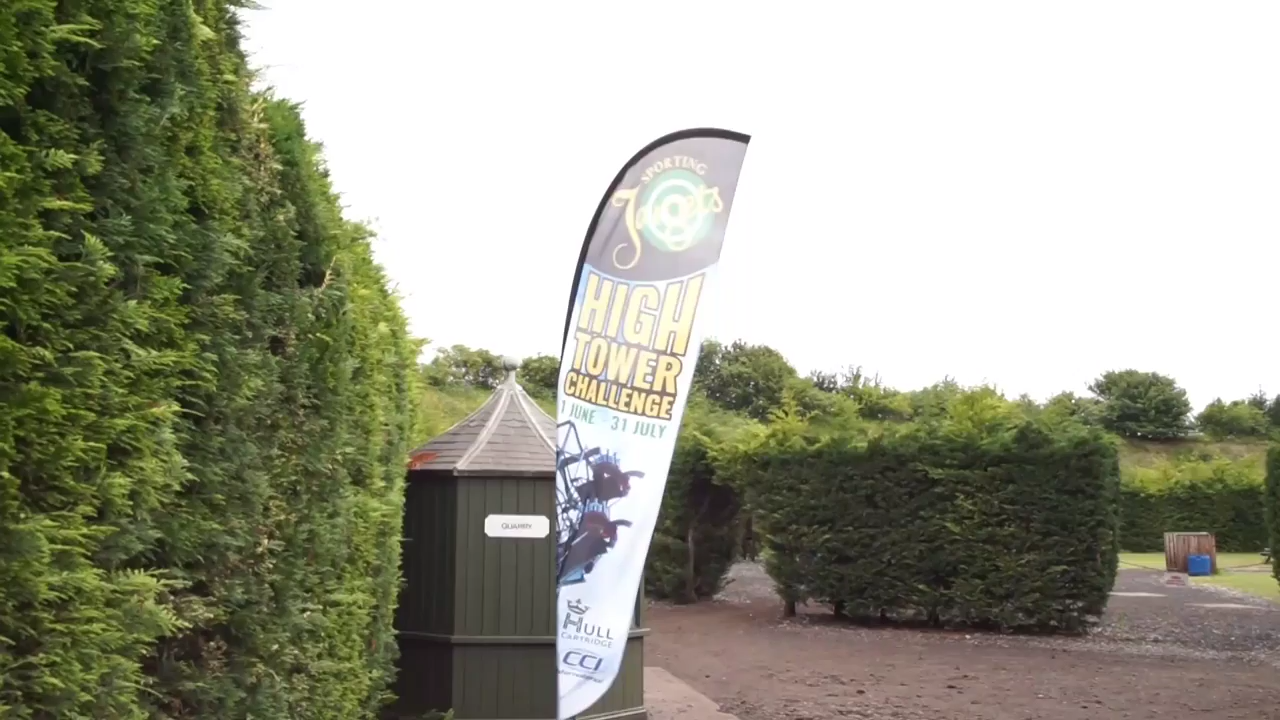 SPORTING
Targets
HIGH
TOWER
CHALLENGE
1 JUNE - 31 JULY
QUARRY
HULL
CARTRIDGE
CCI